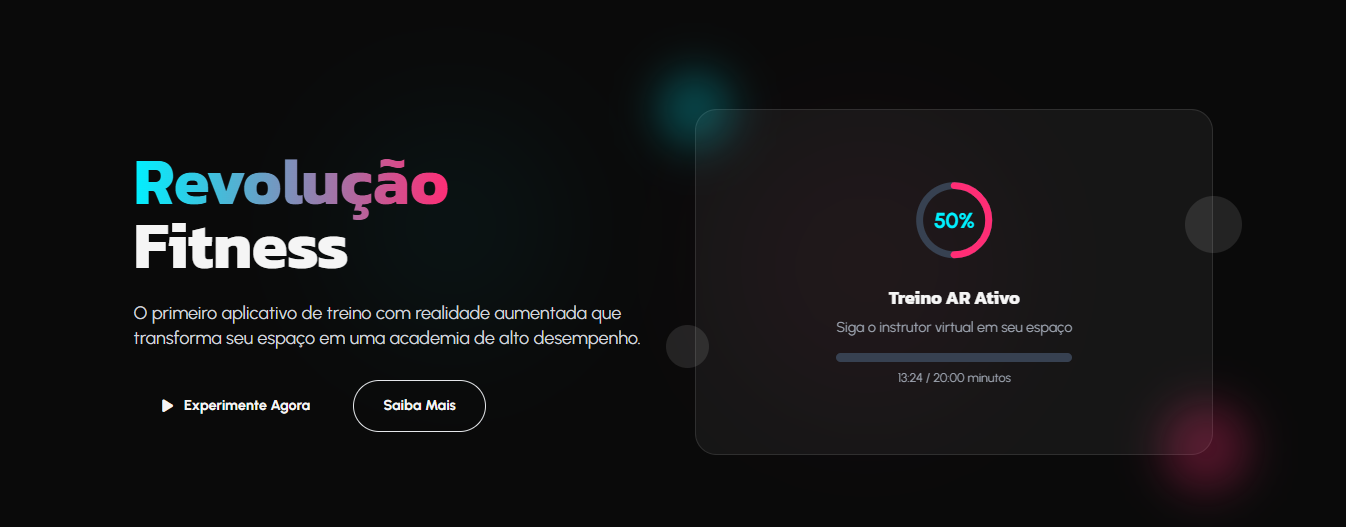 Revolução
Fitness
O primeiro aplicativo de treino com realidade aumentada que
transforma seu espaço em uma academia de alto desempenho.
Experimente Agora
Saiba Mais
50%
Treino AR Ativo
Siga o instrutor virtual em seu espaço
13:24 / 20:00 minutos